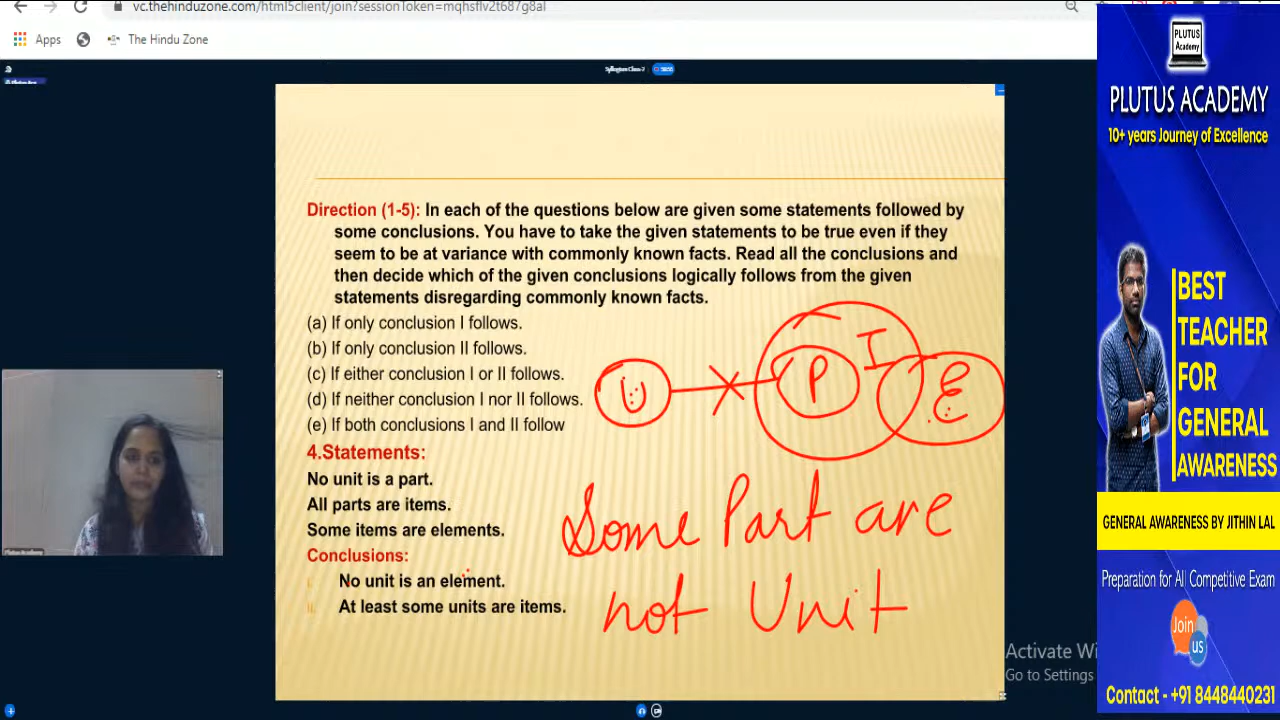 vc.thehinduzone.com/html5client/join?sessionToken=mqhsflv2t687g8al
Apps
The Hindu Zone
Syllogism Class-2
Direction (1-5): In each of the questions below are given some statements followed by
some conclusions. You have to take the given statements to be true even if they
seem to be at variance with commonly known facts. Read all the conclusions and
then decide which of the given conclusions logically follows from the given
statements disregarding commonly known facts.
(a) If only conclusion I follows.
(b) If only conclusion II follows.
(c) If either conclusion I or II follows.
(d) If neither conclusion I nor II follows.
(e) If both conclusions I and II follow
4.Statements:
No unit is a part.
All parts are items.
Some items are elements.
Conclusions:
I. No unit is an element.
II. At least some units are items.
U P I E
Some Part are
not Unit
Plutus Academy
Activate Wi
Go to Settings
PLUTUS
Academy
PLUTUS ACADEMY
10+ years Journey of Excellence
BEST
TEACHER
FOR
GENERAL
AWARENESS
GENERAL AWARENESS BY JITHIN LAL
Preparation for All Competitive Exam
Join
us
Contact - +91 8448440231